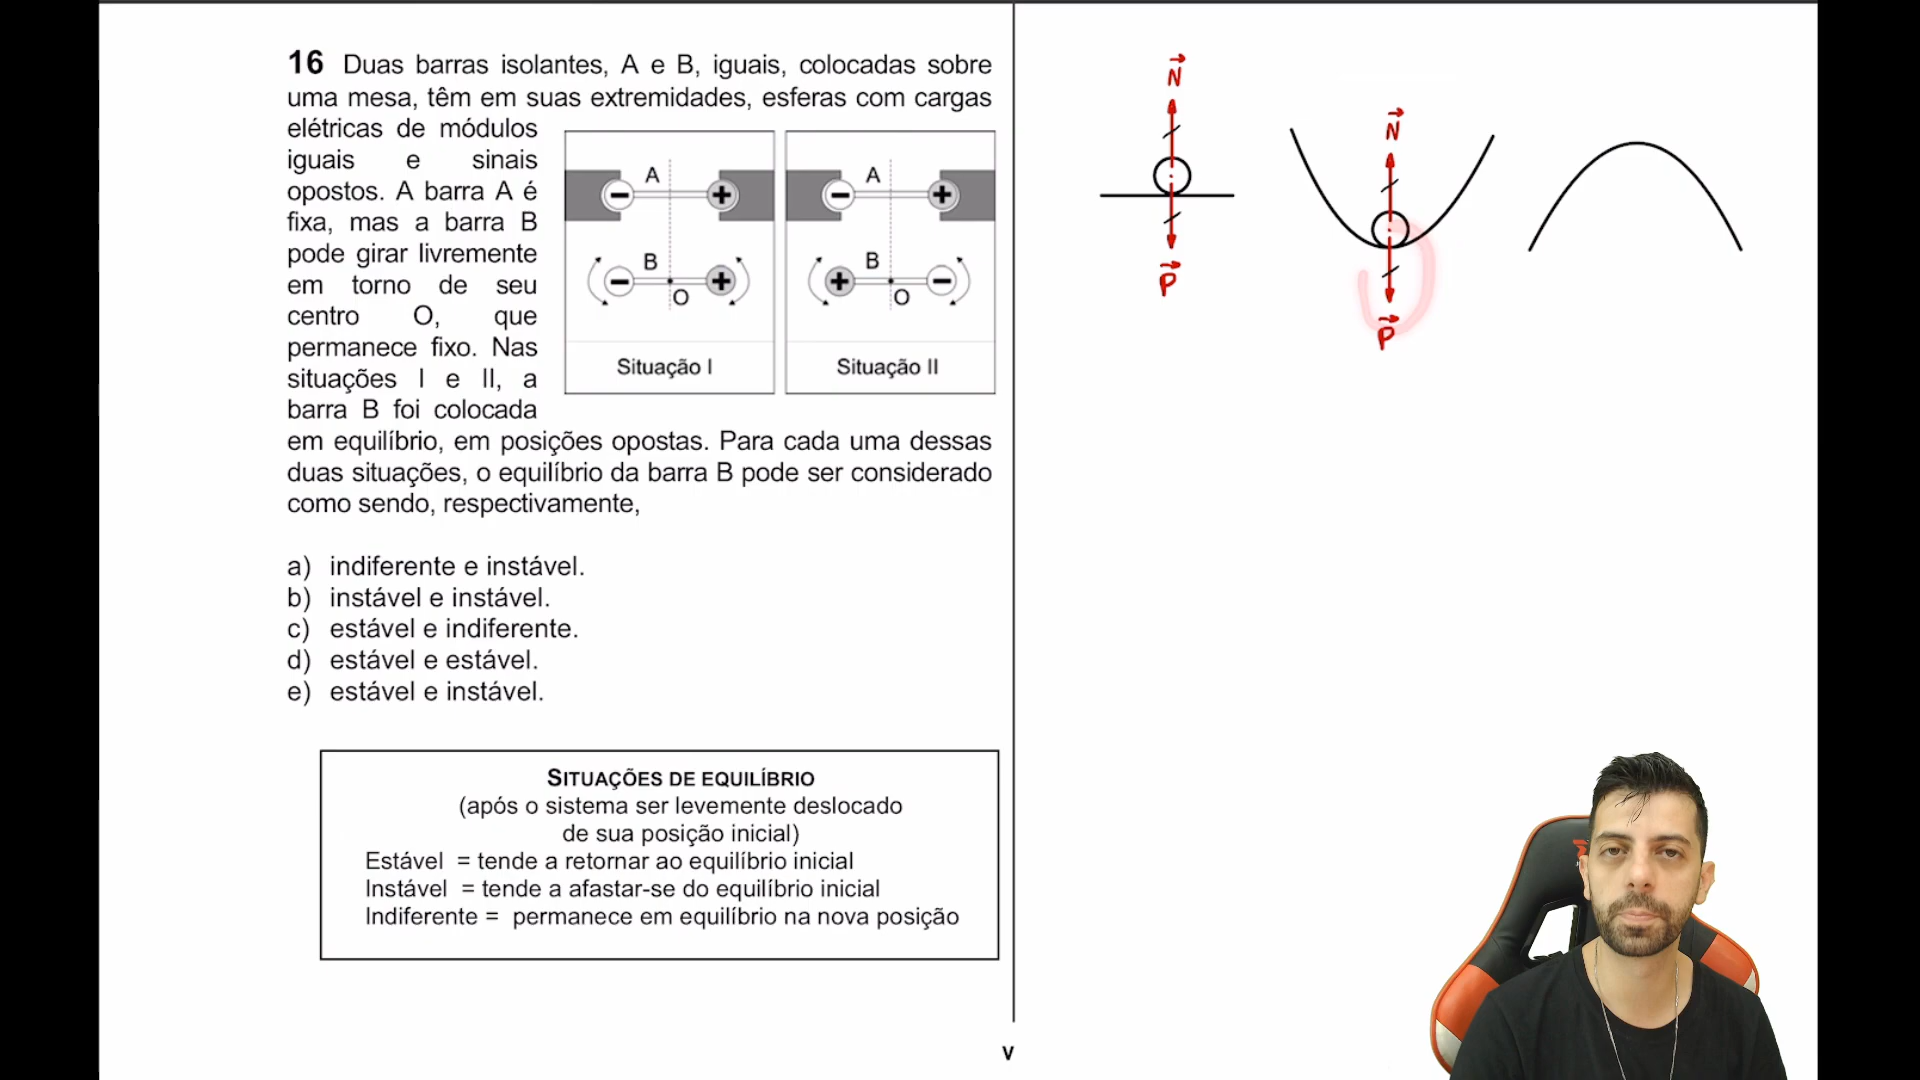 16 Duas barras isolantes, A e B, iguais, colocadas sobre
uma mesa, têm em suas extremidades, esferas com cargas
elétricas de módulos
iguais e sinais
opostos. A barra A é
fixa, mas a barra B
pode girar livremente
em torno de seu
centro O, que
permanece fixo. Nas
situações I e II, a
barra B foi colocada
em equilíbrio, em posições opostas. Para cada uma dessas
duas situações, o equilíbrio da barra B pode ser considerado
como sendo, respectivamente,
A
− +
B
− +
O
Situação I
A
− +
B
+ −
O
Situação II
a) indiferente e instável.
b) instável e instável.
c) estável e indiferente.
d) estável e estável.
e) estável e instável.
SITUAÇÕES DE EQUILÍBRIO
(após o sistema ser levemente deslocado
de sua posição inicial)
Estável = tende a retornar ao equilíbrio inicial
Instável = tende a afastar-se do equilíbrio inicial
Indiferente = permanece em equilíbrio na nova posição
V
N
P
N
P